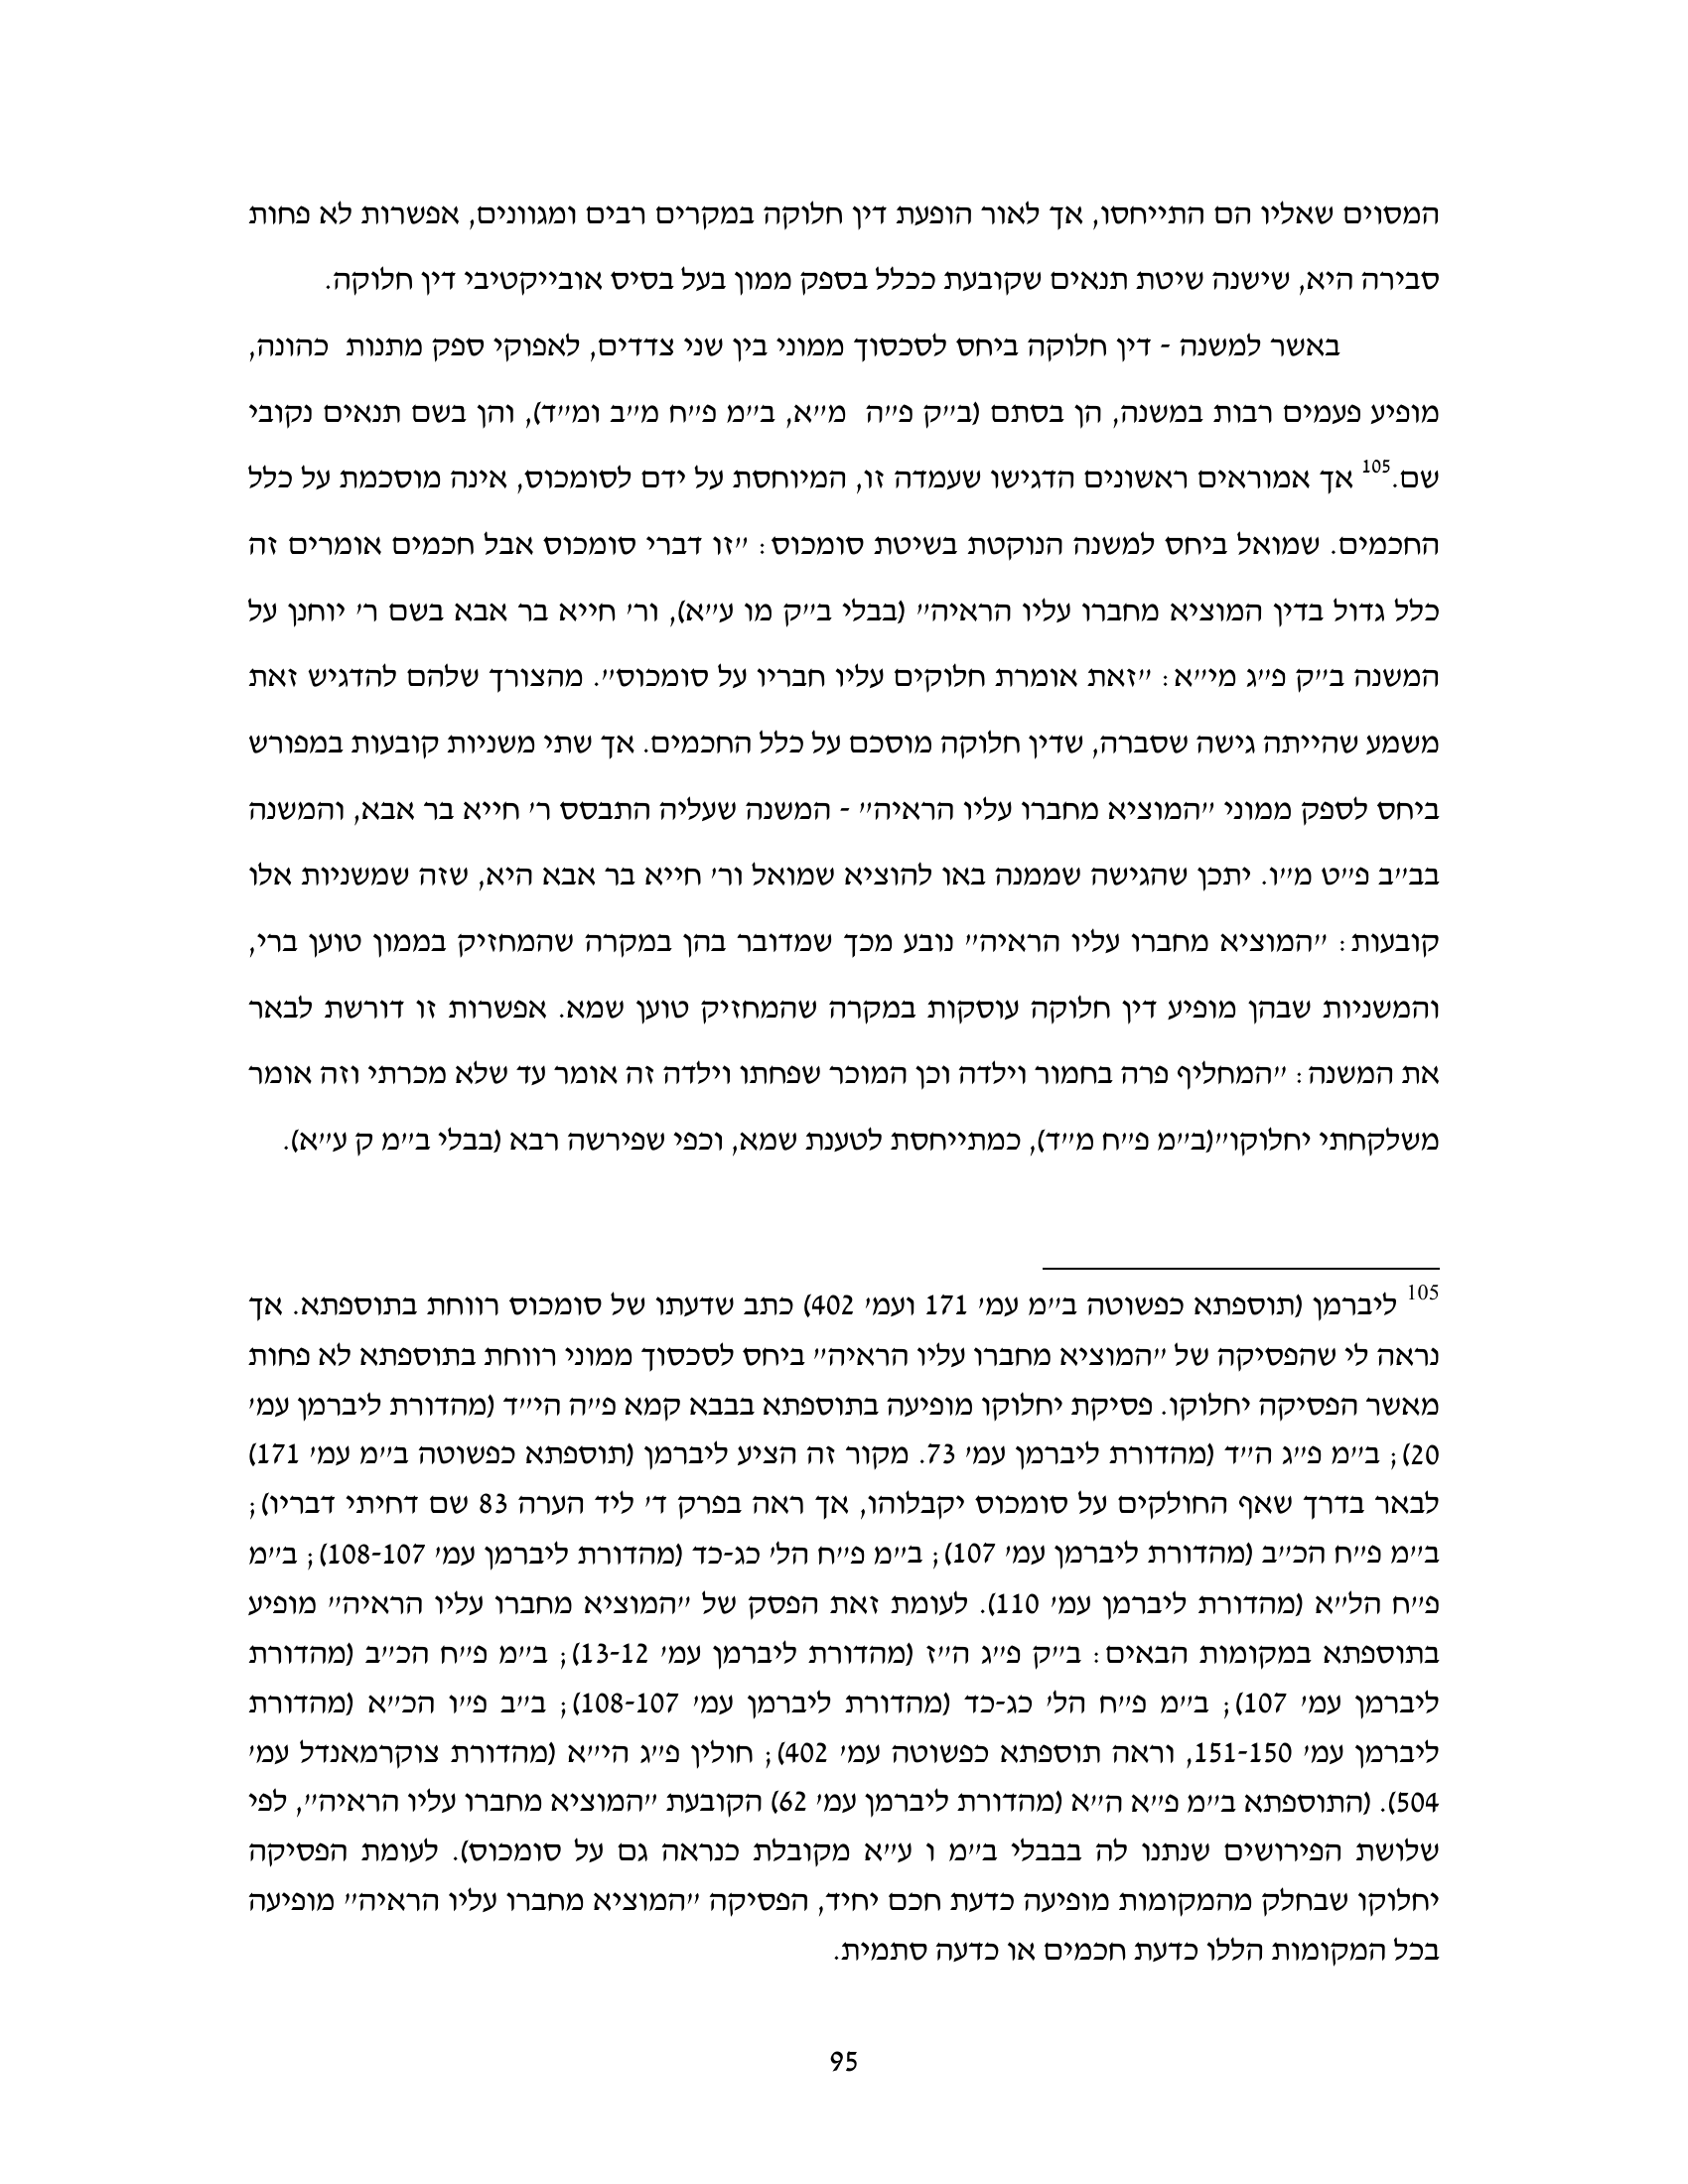 המסוים שאליו הם התייחסו, אך לאור הופעת דין חלוקה במקרים רבים ומגוונים, אפשרות לא פחות
סבירה היא, שישנה שיטת תנאים שקובעת ככלל בספק ממון בעל בסיס אובייקטיבי דין חלוקה.
באשר למשנה - דין חלוקה ביחס לסכסוך ממוני בין שני צדדים, לאפוקי ספק מתנות כהונה,
מופיע פעמים רבות במשנה, הן בסתם (ב״ק פ״ה מ״א, ב״מ פ״ח מ״ב ומ״ד), והן בשם תנאים נקובי
שם.105 אך אמוראים ראשונים הדגישו שעמדה זו, המיוחסת על ידם לסומכוס, אינה מוסכמת על כלל
החכמים. שמואל ביחס למשנה הנוקטת בשיטת סומכוס: ״זו דברי סומכוס אבל חכמים אומרים זה
כלל גדול בדין המוציא מחברו עליו הראיה״ (בבלי ב״ק מו ע״א), ור׳ חייא בר אבא בשם ר׳ יוחנן על
המשנה ב״ק פ״ג מי״א: ״זאת אומרת חלוקים עליו חבריו על סומכוס״. מהצורך שלהם להדגיש זאת
משמע שהייתה גישה שסברה, שדין חלוקה מוסכם על כלל החכמים. אך שתי משניות קובעות במפורש
ביחס לספק ממוני ״המוציא מחברו עליו הראיה״ - המשנה שעליה התבסס ר׳ חייא בר אבא, והמשנה
בב״ב פ״ט מ״ו. יתכן שהגישה שממנה באו להוציא שמואל ור׳ חייא בר אבא היא, שזה שמשניות אלו
קובעות: ״המוציא מחברו עליו הראיה״ נובע מכך שמדובר בהן במקרה שהמחזיק בממון טוען ברי,
והמשניות שבהן מופיע דין חלוקה עוסקות במקרה שהמחזיק טוען שמא. אפשרות זו דורשת לבאר
את המשנה: ״המחליף פרה בחמור וילדה וכן המוכר שפחתו וילדה זה אומר עד שלא מכרתי וזה אומר
משלקחתי יחלוקו״(ב״מ פ״ח מ״ד), כמתייחסת לטענת שמא, וכפי שפירשה רבא (בבלי ב״מ ק ע״א).
105 ליברמן (תוספתא כפשוטה ב״מ עמ׳ 171 ועמ׳ 402) כתב שדעתו של סומכוס רווחת בתוספתא. אך
נראה לי שהפסיקה של ״המוציא מחברו עליו הראיה״ ביחס לסכסוך ממוני רווחת בתוספתא לא פחות
מאשר הפסיקה יחלוקו. פסיקת יחלוקו מופיעה בתוספתא בבבא קמא פ״ה הי״ד (מהדורת ליברמן עמ׳
20); ב״מ פ״ג ה״ד (מהדורת ליברמן עמ׳ 73. מקור זה הציע ליברמן (תוספתא כפשוטה ב״מ עמ׳ 171)
לבאר בדרך שאף החולקים על סומכוס יקבלוהו, אך ראה בפרק ד׳ ליד הערה 83 שם דחיתי דבריו);
ב״מ פ״ח הכ״ב (מהדורת ליברמן עמ׳ 107); ב״מ פ״ח הל׳ כג-כד (מהדורת ליברמן עמ׳ 108-107); ב״מ
פ״ח הל״א (מהדורת ליברמן עמ׳ 110). לעומת זאת הפסק של ״המוציא מחברו עליו הראיה״ מופיע
בתוספתא במקומות הבאים: ב״ק פ״ג ה״ז (מהדורת ליברמן עמ׳ 13-12); ב״מ פ״ח הכ״ב (מהדורת
ליברמן עמ׳ 107); ב״מ פ״ח הל׳ כג-כד (מהדורת ליברמן עמ׳ 108-107); ב״ב פ״ו הכ״א (מהדורת
ליברמן עמ׳ 151-150, וראה תוספתא כפשוטה עמ׳ 402); חולין פ״ג הי״א (מהדורת צוקרמאנדל עמ׳
504). (התוספתא ב״מ פ״א ה״א (מהדורת ליברמן עמ׳ 62) הקובעת ״המוציא מחברו עליו הראיה״, לפי
שלושת הפירושים שנתנו לה בבבלי ב״מ ו ע״א מקובלת כנראה גם על סומכוס). לעומת הפסיקה
יחלוקו שבחלק מהמקומות מופיעה כדעת חכם יחיד, הפסיקה ״המוציא מחברו עליו הראיה״ מופיעה
בכל המקומות הללו כדעת חכמים או כדעה סתמית.
95